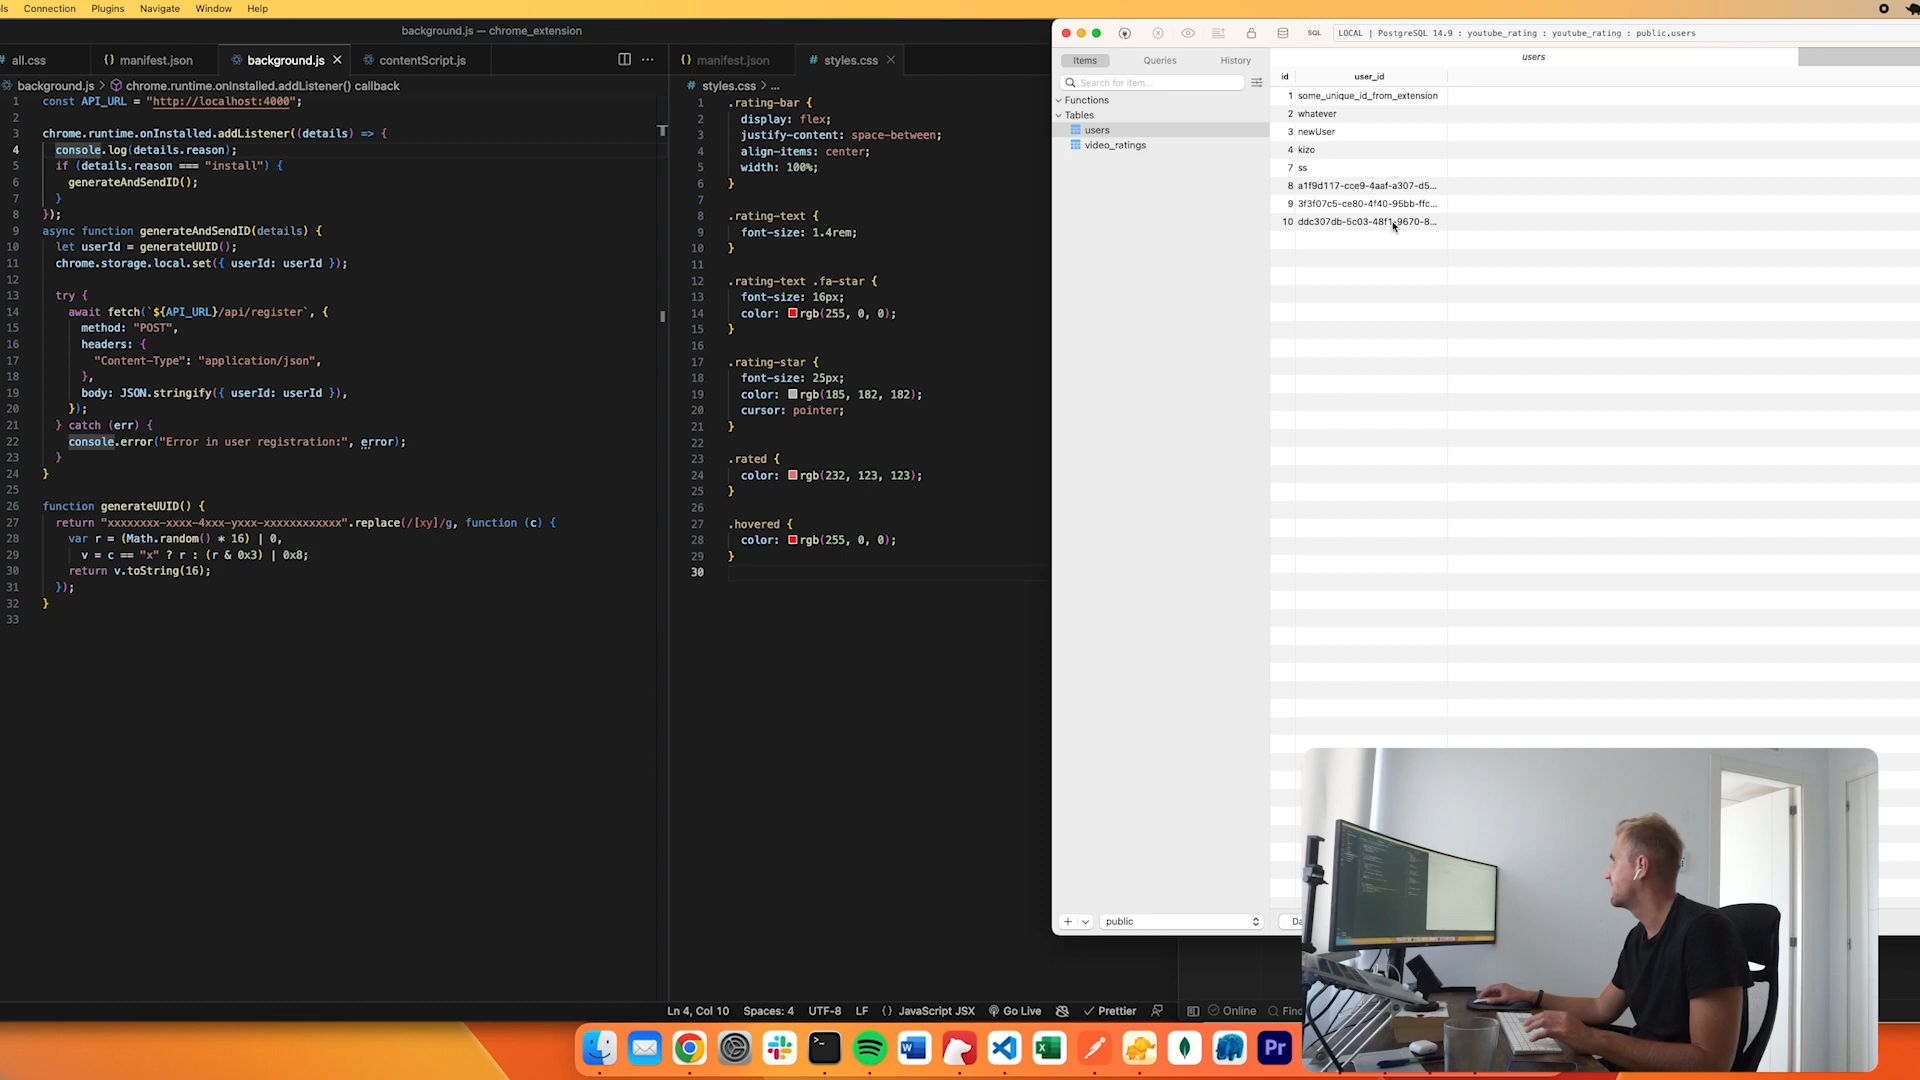 ls Connection Plugins Navigate Window Help
background.js — chrome_extension
all.css
manifest.json
background.js
contentScript.js
background.js > chrome.runtime.onInstalled.addListener() callback
1 const API_URL = "http://localhost:4000";
2
3 chrome.runtime.onInstalled.addListener((details) => {
4 console.log(details.reason);
5 if (details.reason === "install") {
6 generateAndSendID();
7 }
8 });
9 async function generateAndSendID(details) {
10 let userId = generateUUID();
11 chrome.storage.local.set({ userId: userId });
12
13 try {
14 await fetch(`${API_URL}/api/register`, {
15 method: "POST",
16 headers: {
17 "Content-Type": "application/json",
18 },
19 body: JSON.stringify({ userId: userId }),
20 });
21 } catch (err) {
22 console.error("Error in user registration:", error);
23 }
24 }
25
26 function generateUUID() {
27 return "xxxxxxxx-xxxx-4xxx-yxxx-xxxxxxxxxxxx".replace(/[xy]/g, function (c) {
28 var r = (Math.random() * 16) | 0,
29 v = c == "x" ? r : (r & 0x3) | 0x8;
30 return v.toString(16);
31 });
32 }
33
manifest.json
styles.css
styles.css > ...
1 .rating-bar {
2 display: flex;
3 justify-content: space-between;
4 align-items: center;
5 width: 100%;
6 }
7
8 .rating-text {
9 font-size: 1.4rem;
10 }
11
12 .rating-text .fa-star {
13 font-size: 16px;
14 color: rgb(255, 0, 0);
15 }
16
17 .rating-star {
18 font-size: 25px;
19 color: rgb(185, 182, 182);
20 cursor: pointer;
21 }
22
23 .rated {
24 color: rgb(232, 123, 123);
25 }
26
27 .hovered {
28 color: rgb(255, 0, 0);
29 }
30
SQL
LOCAL | PostgreSQL 14.9 : youtube_rating : youtube_rating : public.users
Items Queries History
Search for item...
Functions
Tables
users
video_ratings
users
id user_id
1 some_unique_id_from_extension
2 whatever
3 newUser
4 kizo
7 ss
8 a1f9d117-cce9-4aaf-a307-d5...
9 3f3f07c5-ce80-4f40-95bb-ffc...
10 ddc307db-5c03-48f1-9670-8...
public
Da
Ln 4, Col 10 Spaces: 4 UTF-8 LF {} JavaScript JSX Go Live Prettier
Online Find
Pr